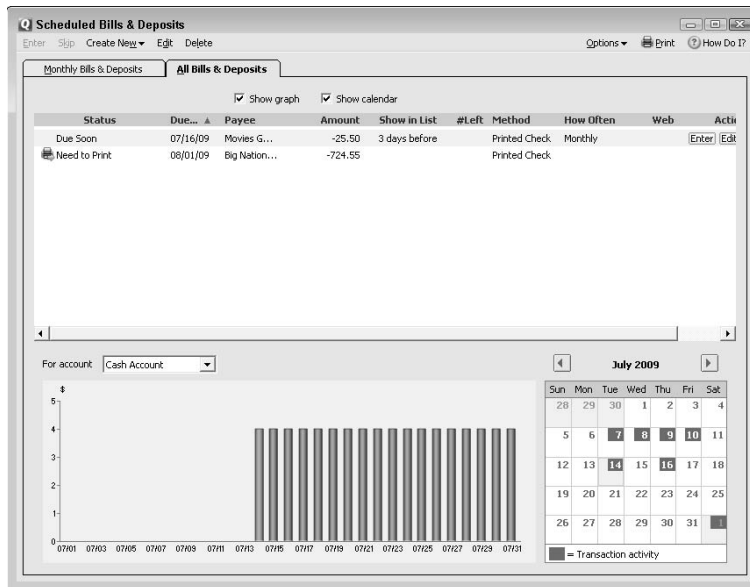 Scheduled Bills & Deposits
Enter Skip Create New Edit Delete Options Print How Do I?
Monthly Bills & Deposits All Bills & Deposits
Show graph Show calendar
Status Due... Payee Amount Show in List #Left Method How Often Web Actio
Due Soon 07/16/09 Movies G... -25.50 3 days before Printed Check Monthly Enter Edit
Need to Print 08/01/09 Big Nation... -724.55 Printed Check
For account Cash Account
July 2009
$
5
4
3
2
1
0
07/01 07/03 07/05 07/07 07/09 07/11 07/13 07/15 07/17 07/19 07/21 07/23 07/25 07/27 07/29 07/31
Sun Mon Tue Wed Thu Fri Sat
28 29 30 1 2 3 4
5 6 7 8 9 10 11
12 13 14 15 16 17 18
19 20 21 22 23 24 25
26 27 28 29 30 31 1
= Transaction activity